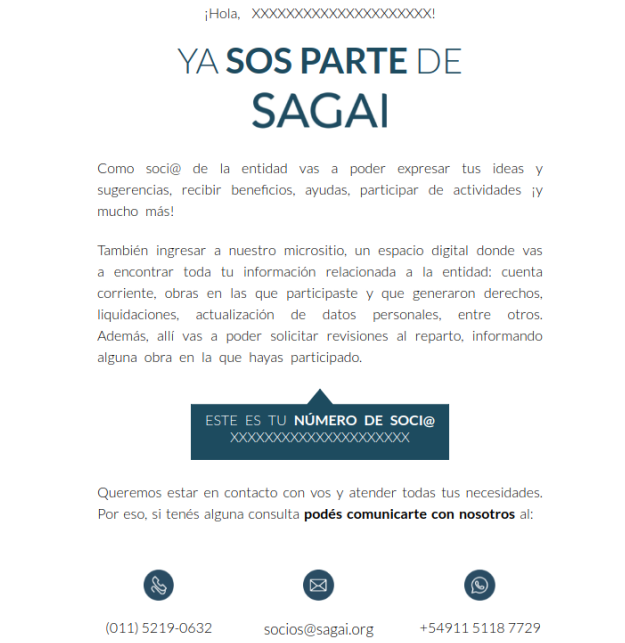 ¡Hola, XXXXXXXXXXXXXXXXXXXXX!
YA SOS PARTE DE
SAGAI
Como soci@ de la entidad vas a poder expresar tus ideas y
sugerencias, recibir beneficios, ayudas, participar de actividades ¡y
mucho más!
También ingresar a nuestro micrositio, un espacio digital donde vas
a encontrar toda tu información relacionada a la entidad: cuenta
corriente, obras en las que participaste y que generaron derechos,
liquidaciones, actualización de datos personales, entre otros.
Además, allí vas a poder solicitar revisiones al reparto, informando
alguna obra en la que hayas participado.
ESTE ES TU NÚMERO DE SOCI@
XXXXXXXXXXXXXXXXXXXXXX
Queremos estar en contacto con vos y atender todas tus necesidades.
Por eso, si tenés alguna consulta podés comunicarte con nosotros al:
(011) 5219-0632
socios@sagai.org
+54911 5118 7729